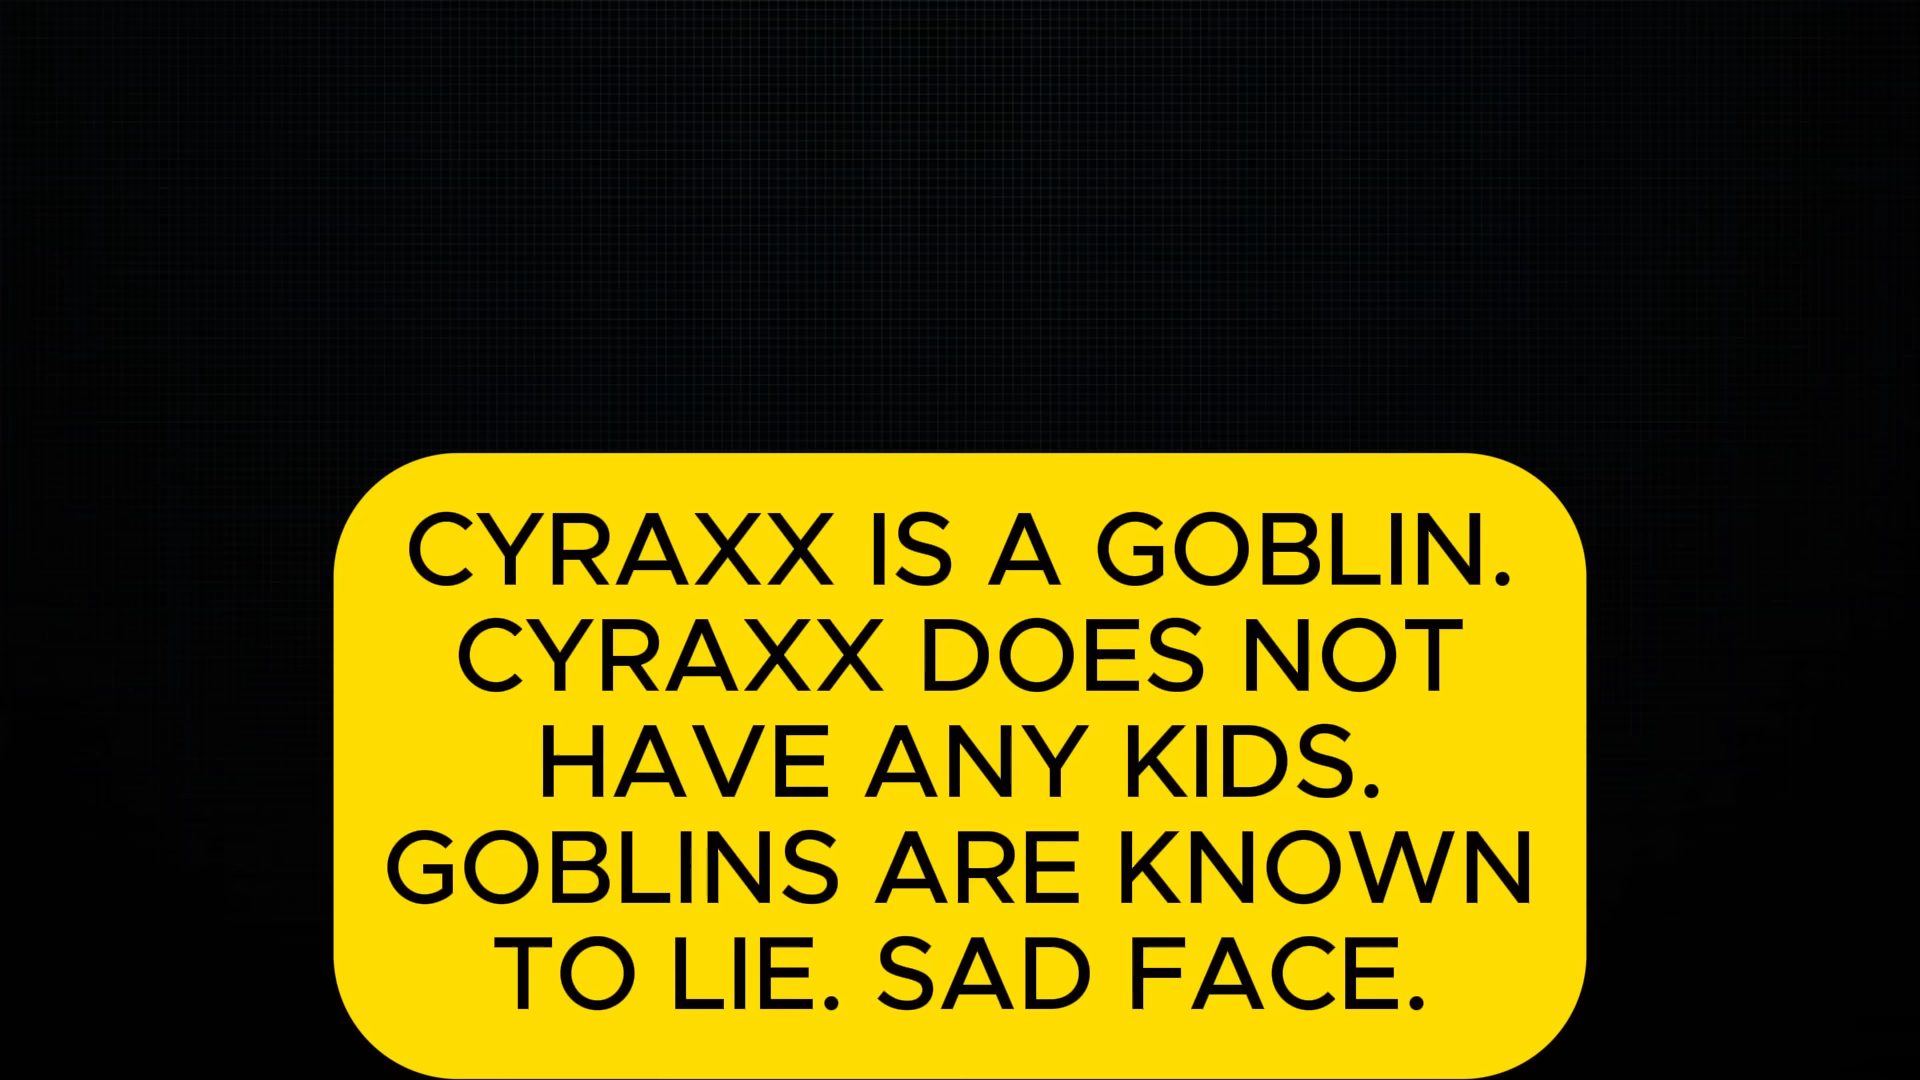 CYRAXX IS A GOBLIN.
CYRAXX DOES NOT
HAVE ANY KIDS.
GOBLINS ARE KNOWN
TO LIE. SAD FACE.